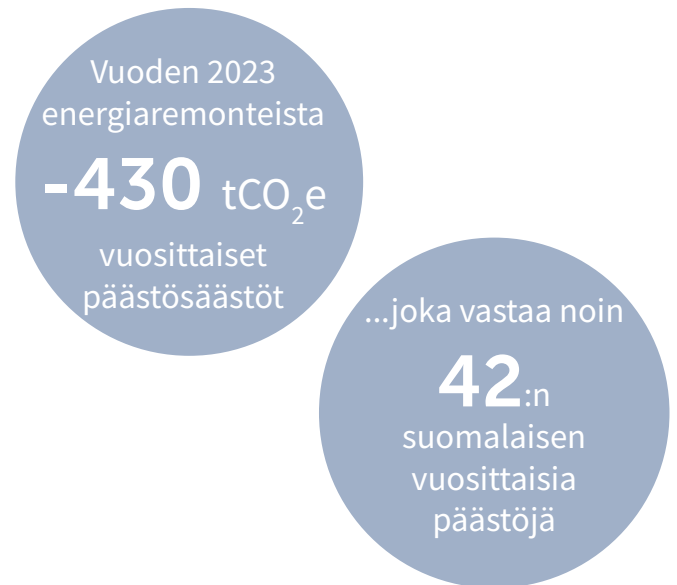 Vuoden 2023
energiaremonteista
-430 tCO₂e
vuosittaiset
päästösäästöt
...joka vastaa noin
42:n
suomalaisen
vuosittaisia
päästöjä